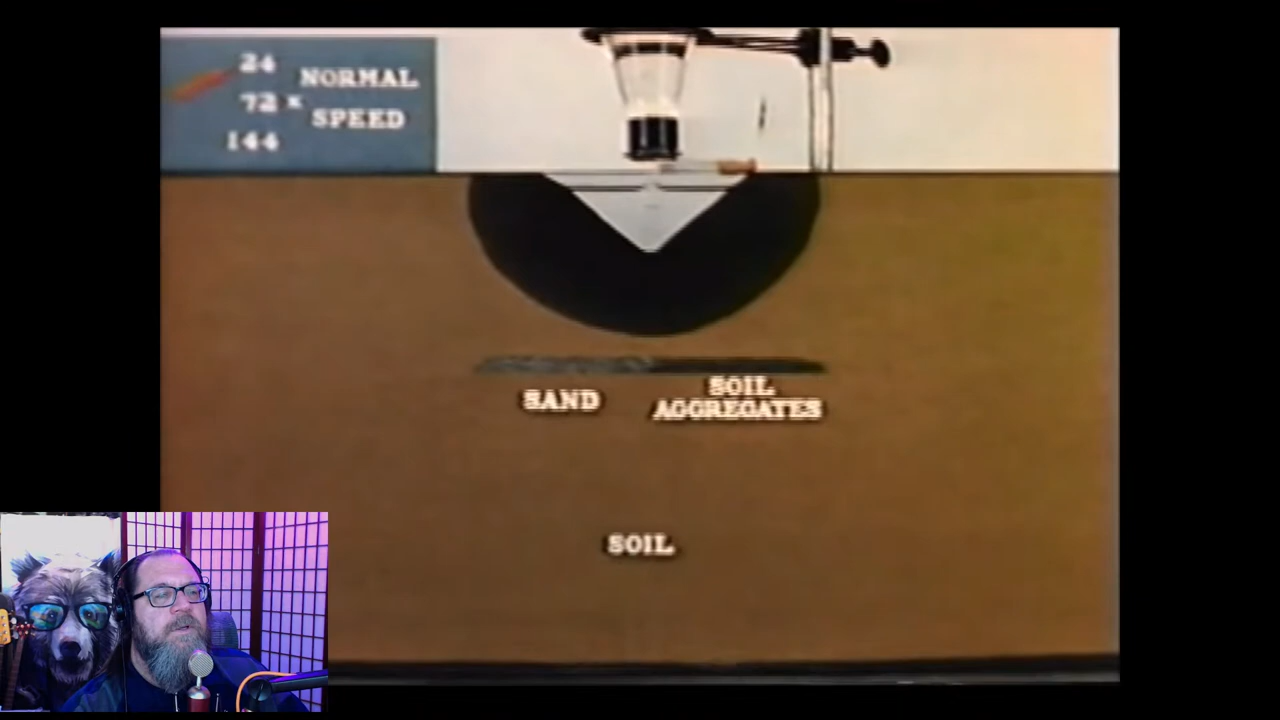 24
NORMAL
72 x
SPEED
144
SAND
SOIL
AGGREGATES
SOIL